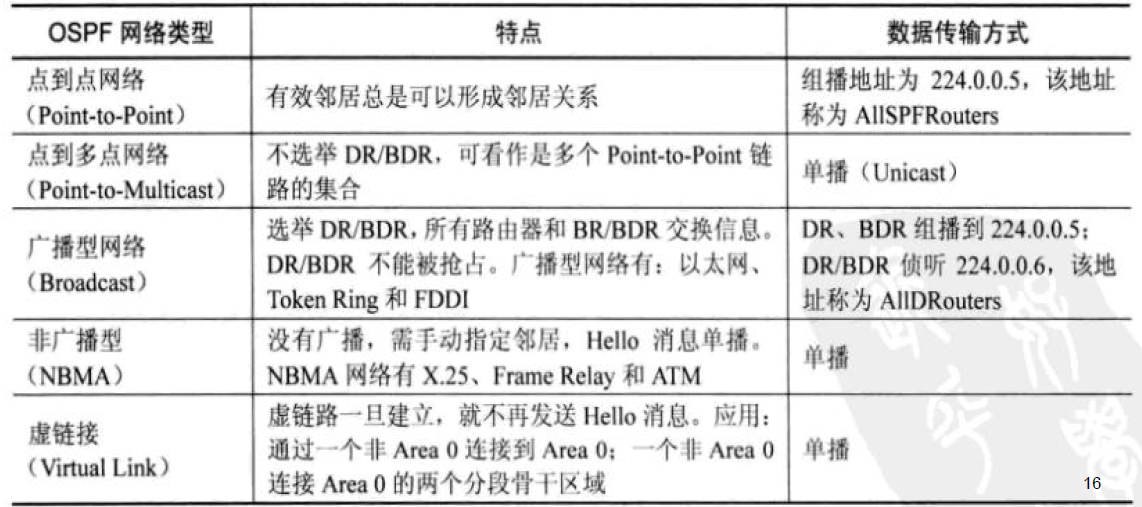 OSPF 网络类型 特点 数据传输方式
点到点网络
（Point-to-Point）
有效邻居总是可以形成邻居关系
组播地址为 224.0.0.5，该地址
称为 AllSPFRouters
点到多点网络
（Point-to-Multicast）
不选举 DR/BDR，可看作是多个 Point-to-Point 链
路的集合
单播（Unicast）
广播型网络
（Broadcast）
选举 DR/BDR，所有路由器和 BR/BDR 交换信息。
DR/BDR 不能被抢占。广播型网络有：以太网、
Token Ring 和 FDDI
DR、BDR 组播到 224.0.0.5；
DR/BDR 侦听 224.0.0.6，该地
址称为 AllDRouters
非广播型
（NBMA）
没有广播，需手动指定邻居，Hello 消息单播。
NBMA 网络有 X.25、Frame Relay 和 ATM
单播
虚链接
（Virtual Link）
虚链路一旦建立，就不再发送 Hello 消息。应用：
通过一个非 Area 0 连接到 Area 0；一个非 Area 0
连接 Area 0 的两个分段骨干区域
单播
16